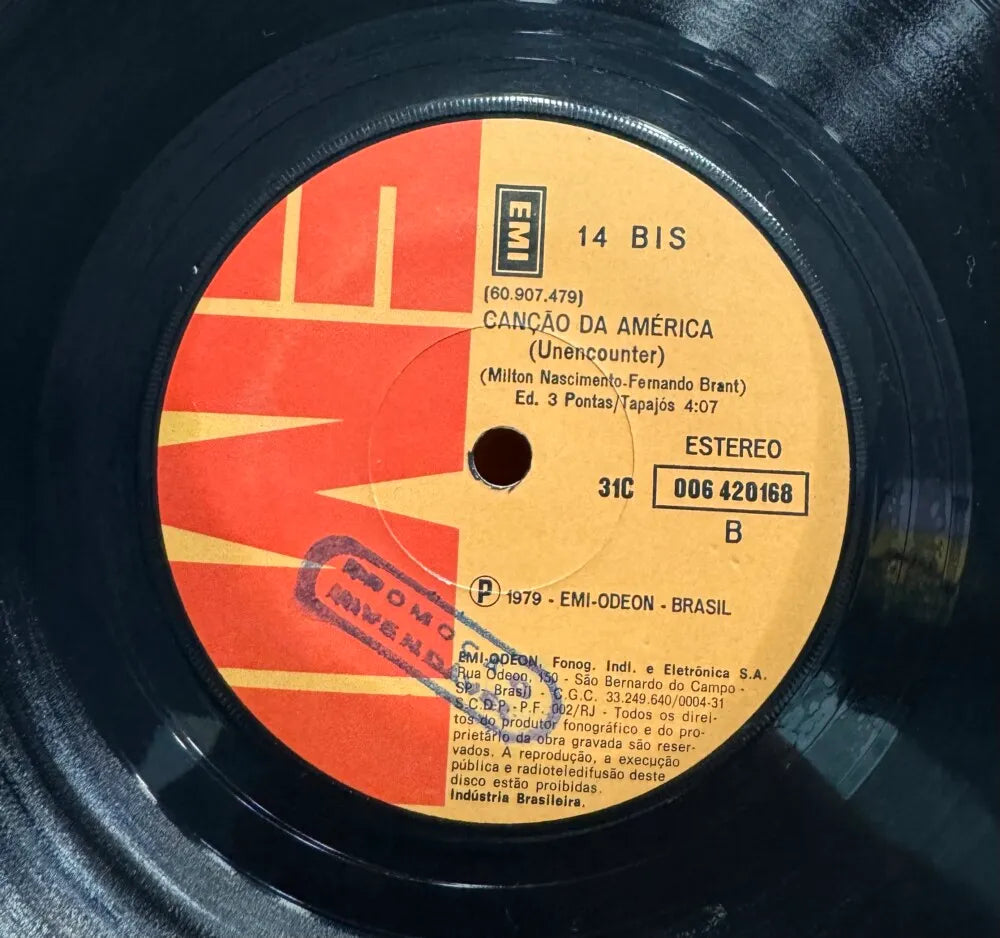 EMI
14 BIS
(60.907.479)
CANÇÃO DA AMÉRICA
(Unencounter)
(Milton Nascimento-Fernando Brant)
Ed. 3 Pontas/Tapajós 4:07
ESTEREO
31C 006 420168
B
Ⓟ 1979 - EMI-ODEON - BRASIL
PROMOÇÃO
INVENDÁVEL
EMI-ODEON, Fonog. Indl. e Eletrônica S.A.
Rua Odeon, 150 - São Bernardo do Campo -
SP - Brasil - C.G.C. 33.249.640/0004-31
S.C.D.P. - P.F. 002/RJ - Todos os direi-
tos do produtor fonográfico e do pro-
prietário da obra gravada são reser-
vados. A reprodução, a execução
pública e radioteledifusão deste
disco estão proibidas.
Indústria Brasileira.
EMI